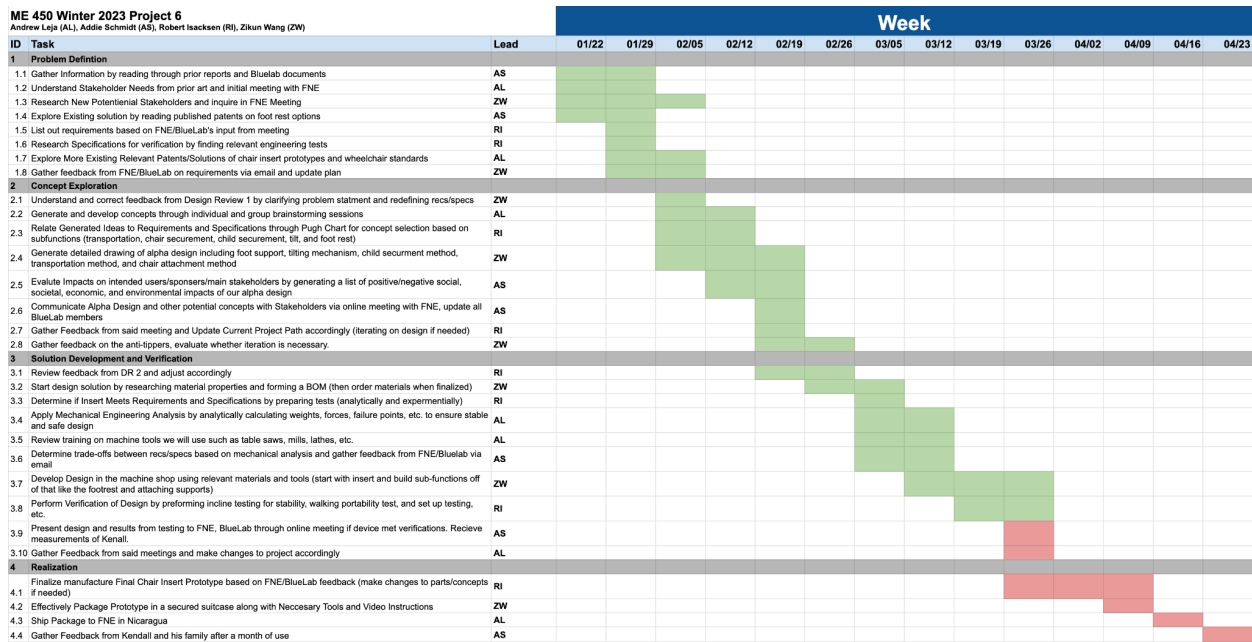 ME 450 Winter 2023 Project 6
Andrew Leja (AL), Addie Schmidt (AS), Robert Isacksen (RI), Zikun Wang (ZW)
Week
ID Task Lead 01/22 01/29 02/05 02/12 02/19 02/26 03/05 03/12 03/19 03/26 04/02 04/09 04/16 04/23
1 Problem Defintion
1.1 Gather Information by reading through prior reports and Bluelab documents AS
1.2 Understand Stakeholder Needs from prior art and initial meeting with FNE AL
1.3 Research New Potentienial Stakeholders and inquire in FNE Meeting ZW
1.4 Explore Existing solution by reading published patents on foot rest options AS
1.5 List out requirements based on FNE/BlueLab's input from meeting RI
1.6 Research Specifications for verification by finding relevant engineering tests RI
1.7 Explore More Existing Relevant Patents/Solutions of chair insert prototypes and wheelchair standards AL
1.8 Gather feedback from FNE/BlueLab on requirements via email and update plan ZW
2 Concept Exploration
2.1 Understand and correct feedback from Design Review 1 by clarifying problem statment and redefining recs/specs ZW
2.2 Generate and develop concepts through individual and group brainstorming sessions AL
2.3 Relate Generated Ideas to Requirements and Specifications through Pugh Chart for concept selection based on RI
subfunctions (transportation, chair securement, child securement, tilt, and foot rest)
2.4 Generate detailed drawing of alpha design including foot support, tilting mechanism, child securment method, ZW
transportation method, and chair attachment method
2.5 Evalute Impacts on intended users/sponsers/main stakeholders by generating a list of positive/negative social, AS
societal, economic, and environmental impacts of our alpha design
2.6 Communicate Alpha Design and other potential concepts with Stakeholders via online meeting with FNE, update all AS
BlueLab members
2.7 Gather Feedback from said meeting and Update Current Project Path accordingly (iterating on design if needed) RI
2.8 Gather feedback on the anti-tippers, evaluate whether iteration is necessary. ZW
3 Solution Development and Verification
3.1 Review feedback from DR 2 and adjust accordingly RI
3.2 Start design solution by researching material properties and forming a BOM (then order materials when finalized) ZW
3.3 Determine if Insert Meets Requirements and Specifications by preparing tests (analytically and expermentially) RI
3.4 Apply Mechanical Engineering Analysis by analytically calculating weights, forces, failure points, etc. to ensure stable AL
and safe design
3.5 Review training on machine tools we will use such as table saws, mills, lathes, etc. AL
3.6 Determine trade-offs between recs/specs based on mechanical analysis and gather feedback from FNE/Bluelab via AS
email
3.7 Develop Design in the machine shop using relevant materials and tools (start with insert and build sub-functions off ZW
of that like the footrest and attaching supports)
3.8 Perform Verification of Design by preforming incline testing for stability, walking portability test, and set up testing, RI
etc.
3.9 Present design and results from testing to FNE, BlueLab through online meeting if device met verifications. Recieve AS
measurements of Kenall.
3.10 Gather Feedback from said meetings and make changes to project accordingly AL
4 Realization
4.1 Finalize manufacture Final Chair Insert Prototype based on FNE/BlueLab feedback (make changes to parts/concepts RI
if needed)
4.2 Effectively Package Prototype in a secured suitcase along with Neccesary Tools and Video Instructions ZW
4.3 Ship Package to FNE in Nicaragua AL
4.4 Gather Feedback from Kendall and his family after a month of use AS